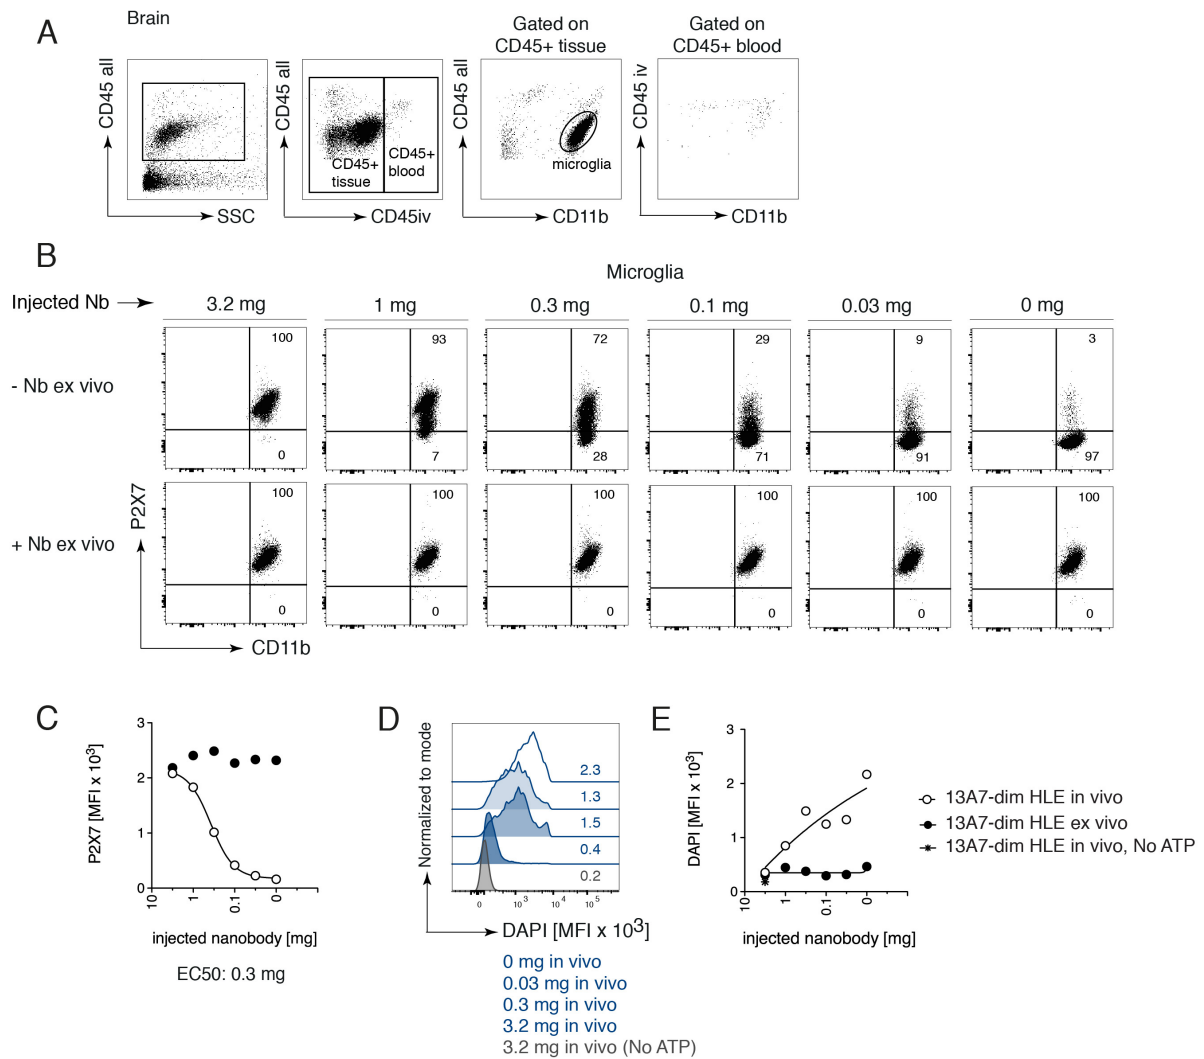 A
Brain
Gated on
CD45+ tissue
Gated on
CD45+ blood
CD45 all
SSC
CD45 all
CD45+
tissue
CD45+
blood
CD45iv
CD45 all
microglia
CD11b
CD45 iv
CD11b
B
Microglia
Injected Nb
3.2 mg
1 mg
0.3 mg
0.1 mg
0.03 mg
0 mg
- Nb ex vivo
100
0
93
7
72
28
29
71
9
91
3
97
+ Nb ex vivo
100
0
100
0
100
0
100
0
100
0
100
0
P2X7
CD11b
C
P2X7 [MFI x 10³]
3
2
1
0
10
1
0.1
0
injected nanobody [mg]
EC50: 0.3 mg
D
Normalized to mode
2.3
1.3
1.5
0.4
0.2
0
10³
10⁴
10⁵
DAPI [MFI x 10³]
0 mg in vivo
0.03 mg in vivo
0.3 mg in vivo
3.2 mg in vivo
3.2 mg in vivo (No ATP)
E
DAPI [MFI x 10³]
3
2
1
0
10
1
0.1
0
injected nanobody [mg]
13A7-dim HLE in vivo
13A7-dim HLE ex vivo
13A7-dim HLE in vivo, No ATP